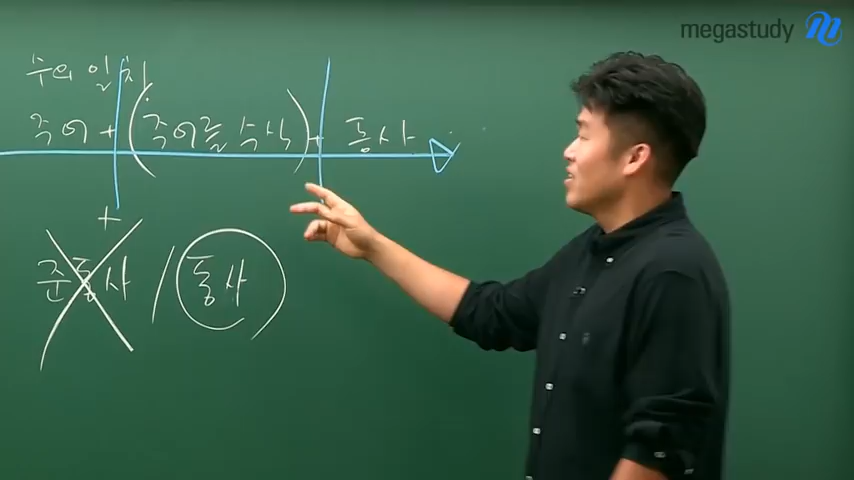 megastudy
수의 일치
주어 + (주어를 수식) + 동사
+
준동사 / 동사